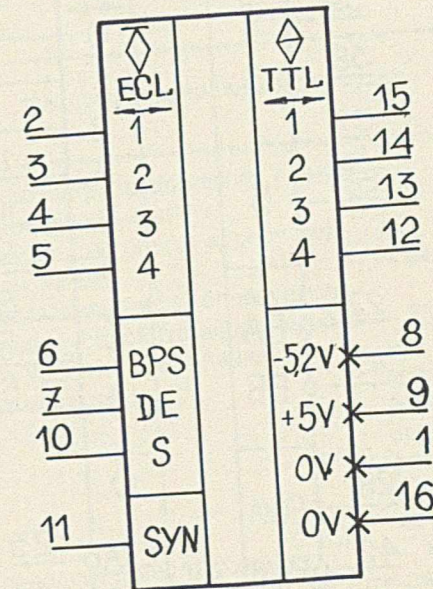 ECL TTL
2 1 1 15
3 2 2 14
4 3 3 13
5 4 4 12
6 BPS -5,2V 8
7 DE +5V 9
10 S 0V 1
11 SYN 0V 16